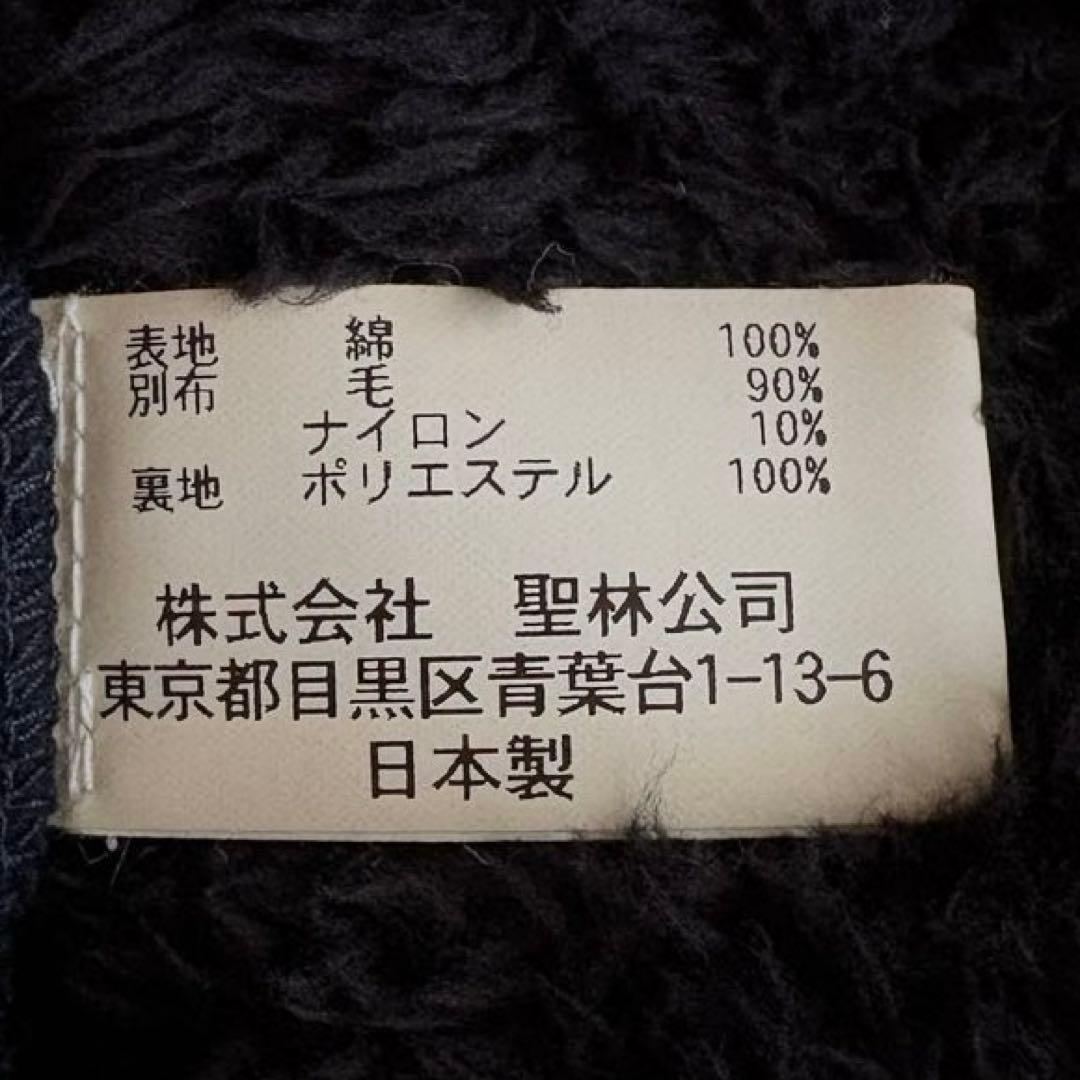 表地 綿 100%
別布 毛 90%
ナイロン 10%
裏地 ポリエステル 100%
株式会社 聖林公司
東京都目黒区青葉台1-13-6
日本製